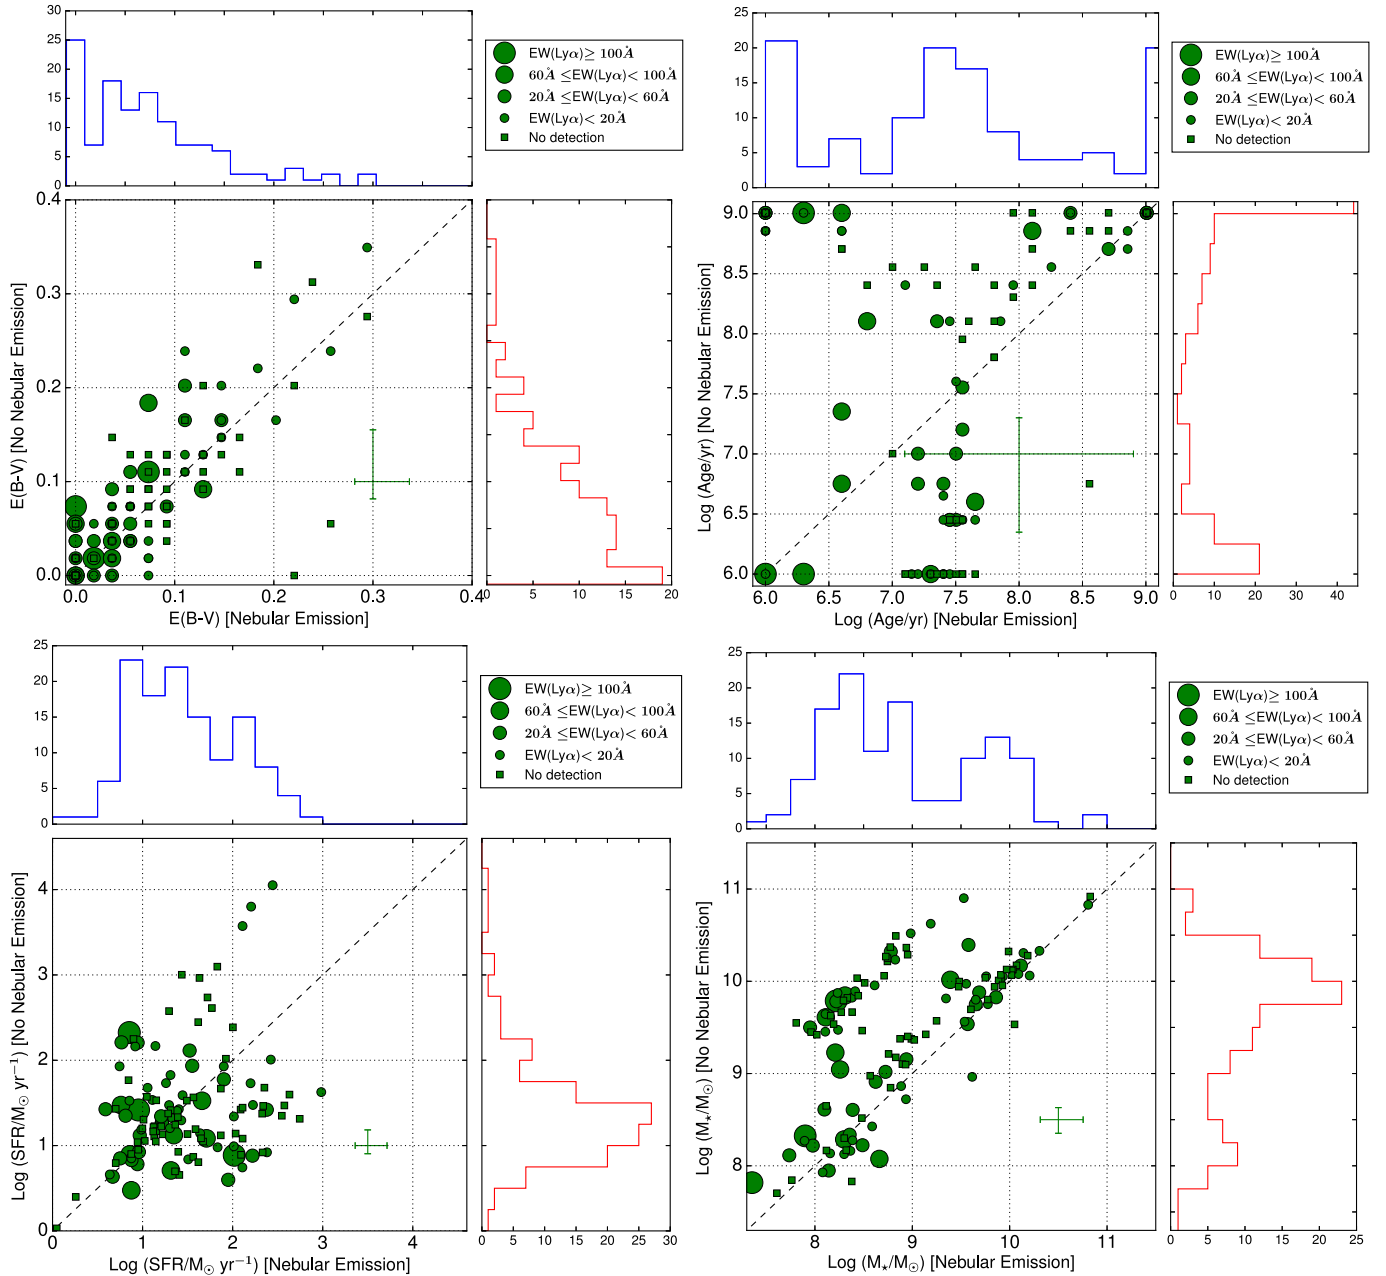 30
25
20
15
10
5
0
EW(Lyα)≥ 100Å
60Å ≤EW(Lyα)< 100Å
20Å ≤EW(Lyα)< 60Å
EW(Lyα)< 20Å
No detection
E(B-V) [No Nebular Emission]
0.4
0.3
0.2
0.1
0.0
0.0 0.1 0.2 0.3 0.4
E(B-V) [Nebular Emission]
0 5 10 15 20
25
20
15
10
5
0
EW(Lyα)≥ 100Å
60Å ≤EW(Lyα)< 100Å
20Å ≤EW(Lyα)< 60Å
EW(Lyα)< 20Å
No detection
Log (Age/yr) [No Nebular Emission]
9.0
8.5
8.0
7.5
7.0
6.5
6.0
6.0 6.5 7.0 7.5 8.0 8.5 9.0
Log (Age/yr) [Nebular Emission]
0 10 20 30 40
25
20
15
10
5
0
EW(Lyα)≥ 100Å
60Å ≤EW(Lyα)< 100Å
20Å ≤EW(Lyα)< 60Å
EW(Lyα)< 20Å
No detection
Log (SFR/M☉ yr⁻¹) [No Nebular Emission]
4
3
2
1
0
0 1 2 3 4
Log (SFR/M☉ yr⁻¹) [Nebular Emission]
0 5 10 15 20 25 30
25
20
15
10
5
0
EW(Lyα)≥ 100Å
60Å ≤EW(Lyα)< 100Å
20Å ≤EW(Lyα)< 60Å
EW(Lyα)< 20Å
No detection
Log (M⋆/M☉) [No Nebular Emission]
11
10
9
8
8 9 10 11
Log (M⋆/M☉) [Nebular Emission]
0 5 10 15 20 25